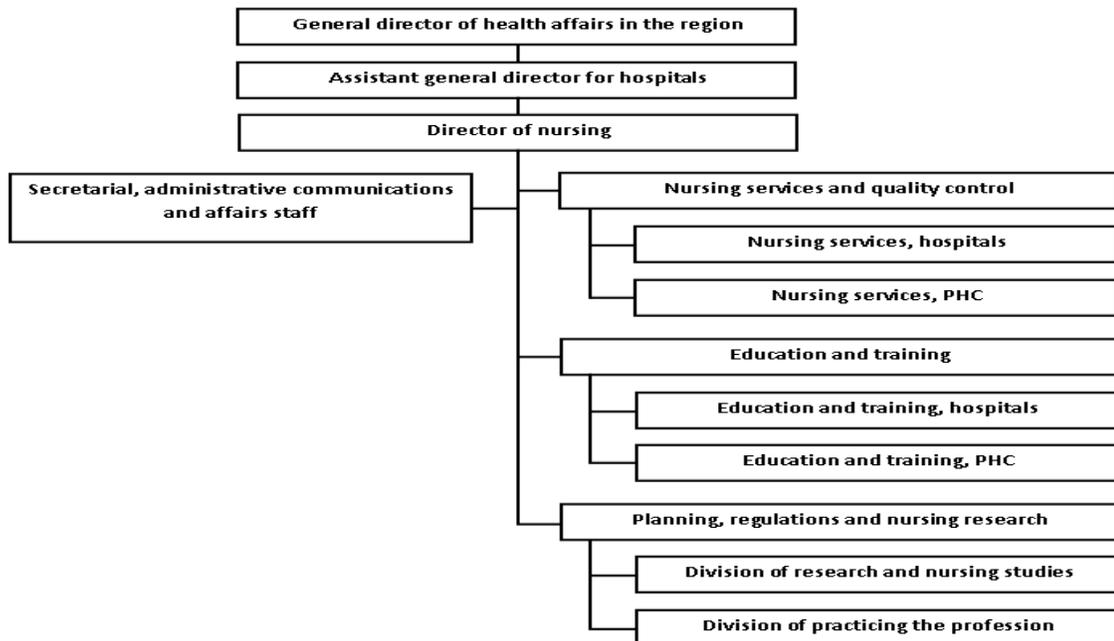 General director of health affairs in the region
Assistant general director for hospitals
Director of nursing
Secretarial, administrative communications
and affairs staff
Nursing services and quality control
Nursing services, hospitals
Nursing services, PHC
Education and training
Education and training, hospitals
Education and training, PHC
Planning, regulations and nursing research
Division of research and nursing studies
Division of practicing the profession